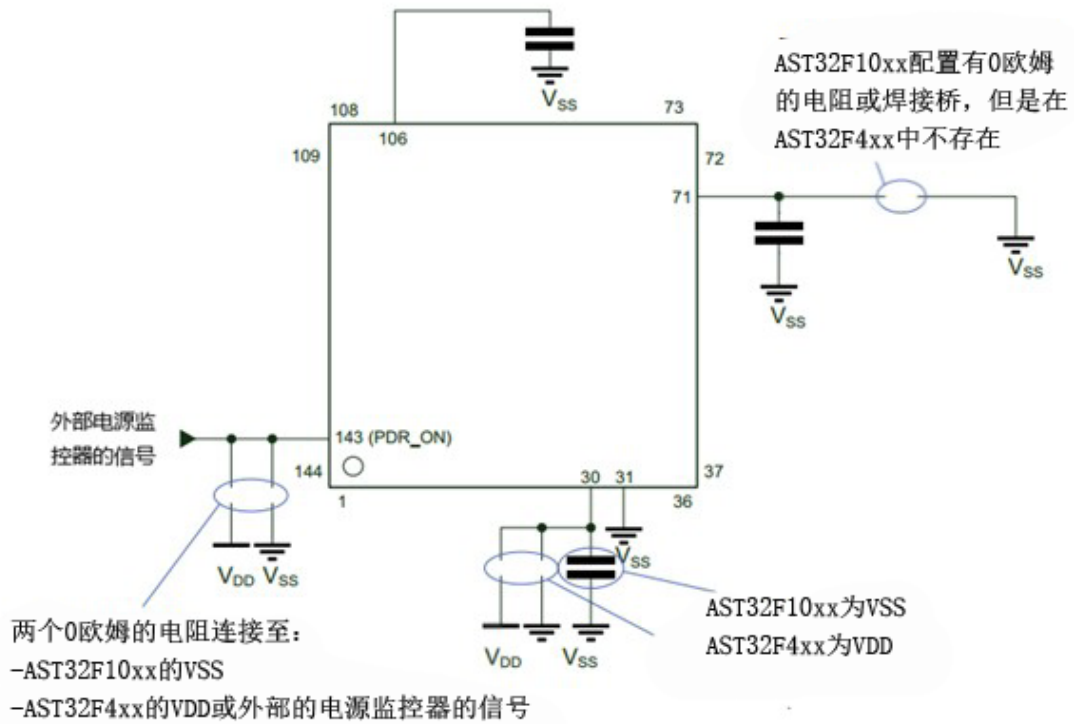 AST32F10xx配置有0欧姆
的电阻或焊接桥，但是在
AST32F4xx中不存在
VSS
108
73
106
109
72
71
VSS
VSS
外部电源监
控器的信号
143 (PDR_ON)
144
1
30
31
37
36
VSS
VDD
VSS
VDD
VSS
AST32F10xx为VSS
AST32F4xx为VDD
两个0欧姆的电阻连接至：
-AST32F10xx的VSS
-AST32F4xx的VDD或外部的电源监控器的信号